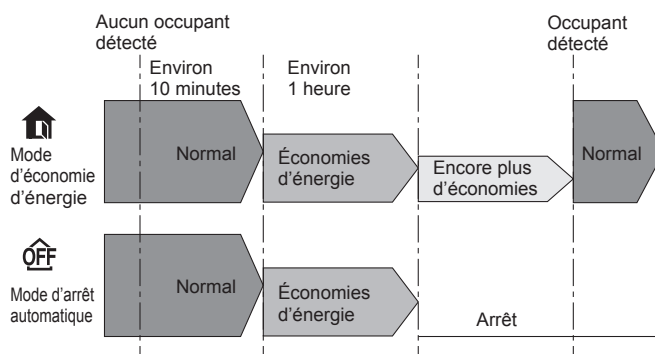 Aucun occupant
détecté
Occupant
détecté
Environ
10 minutes
Environ
1 heure
Mode
d'économie
d'énergie
Normal
Économies
d'énergie
Encore plus
d'économies
Normal
OFF
Mode d'arrêt
automatique
Normal
Économies
d'énergie
Arrêt